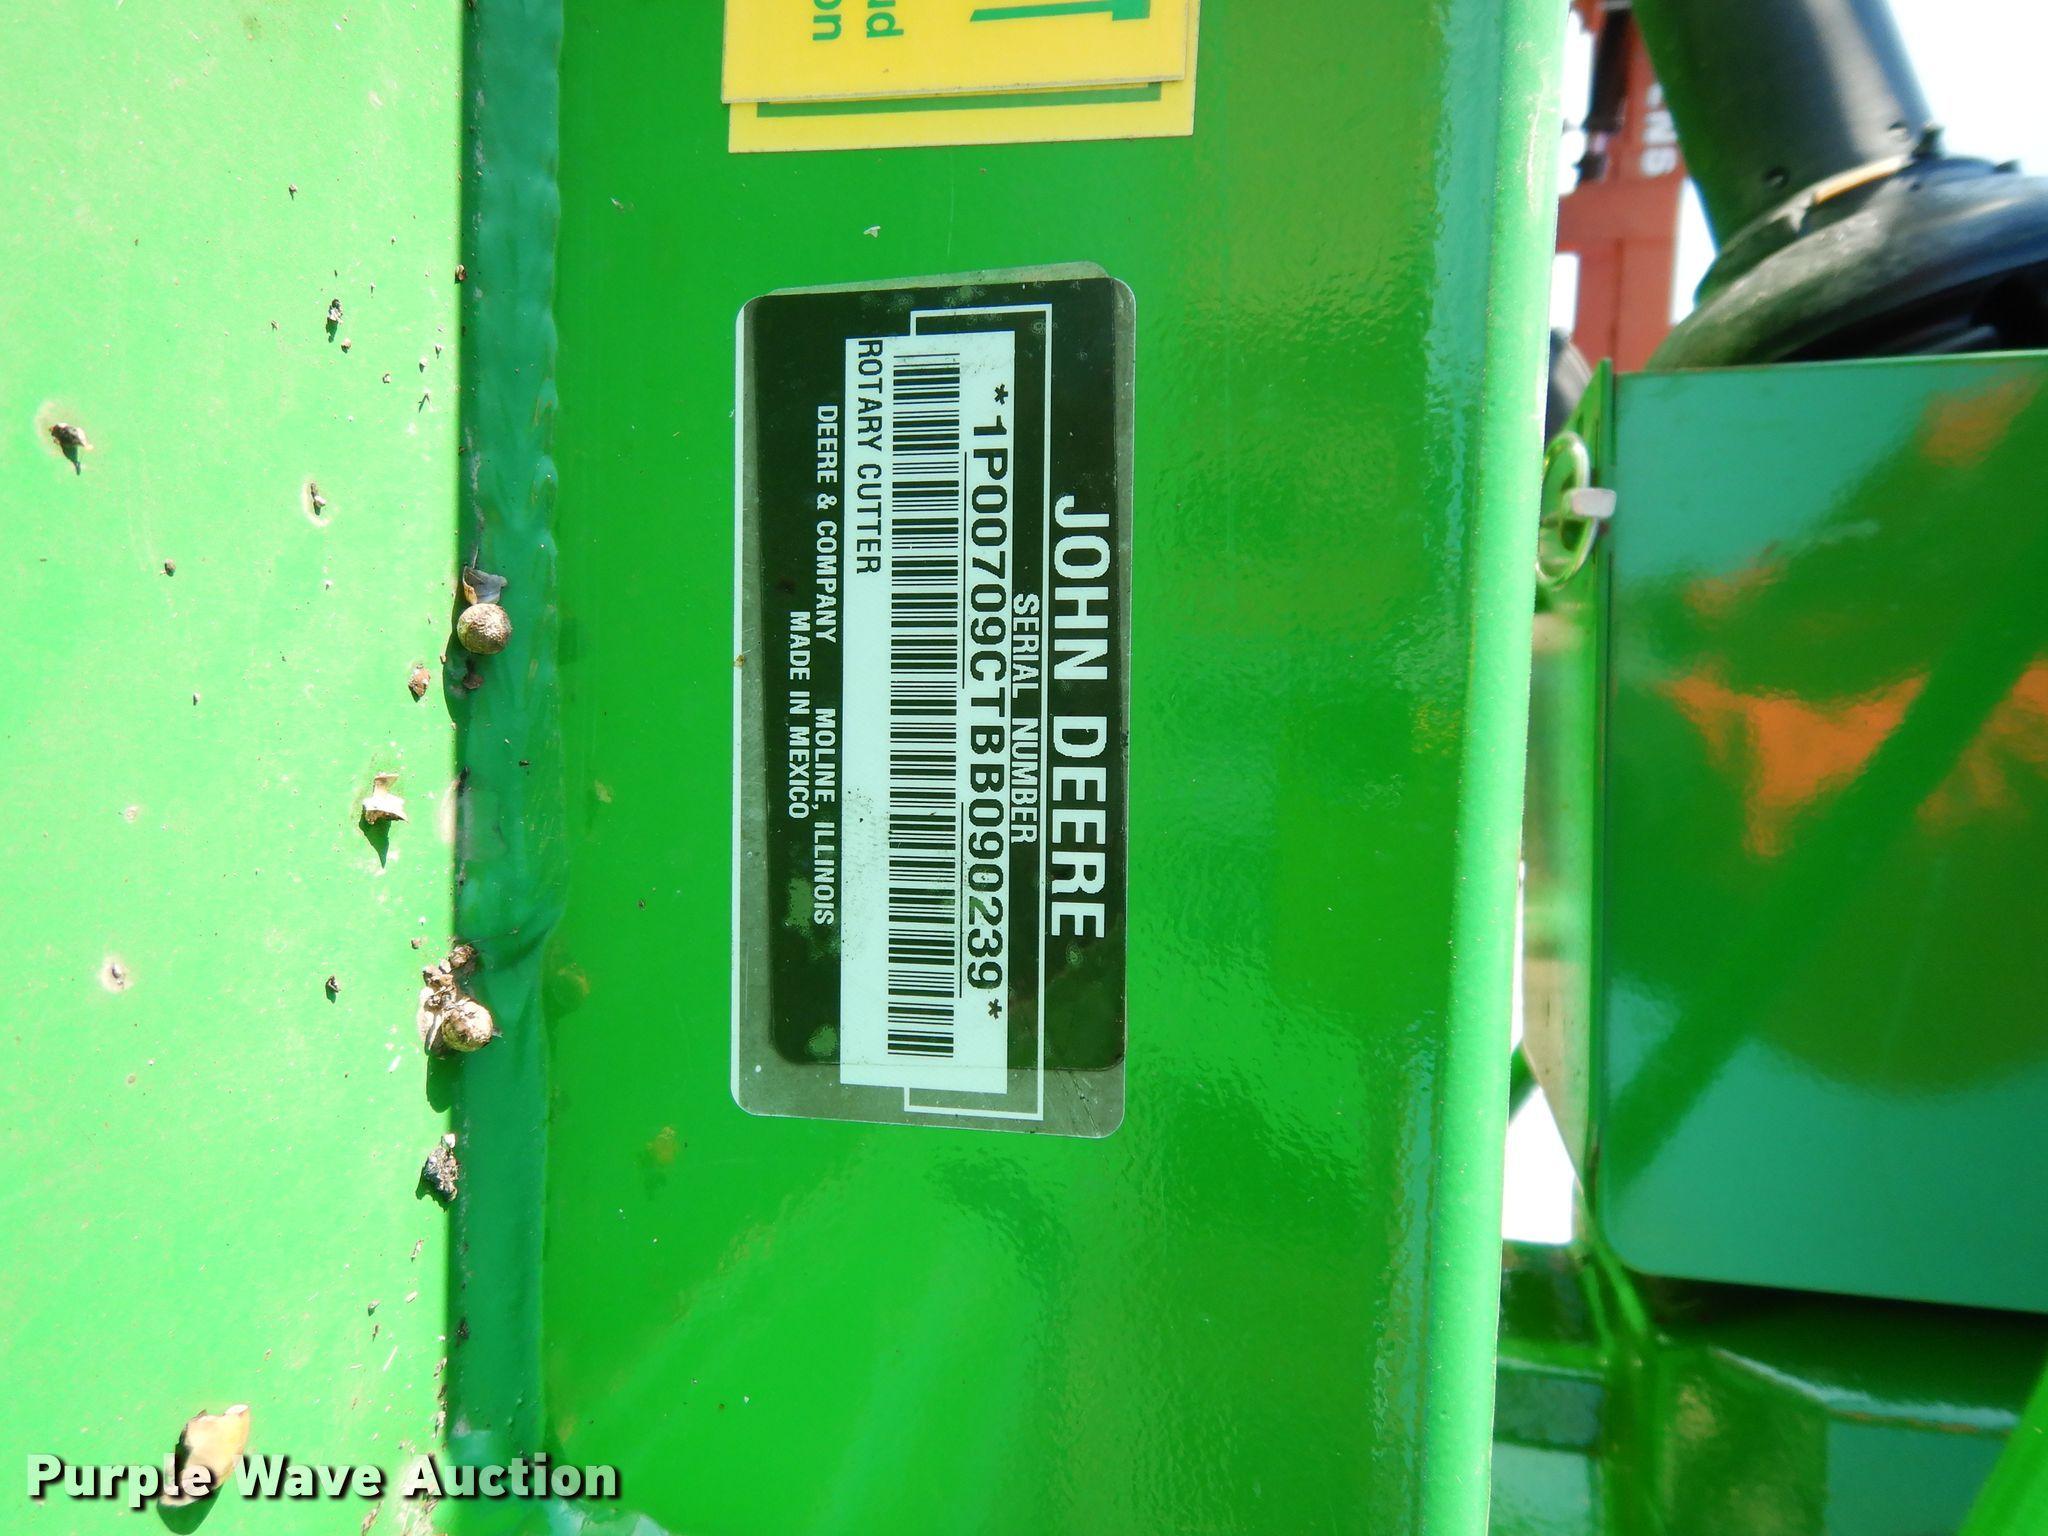 JOHN DEERE
SERIAL NUMBER
*1P00709CTBB090239*
ROTARY CUTTER
DEERE & COMPANY MOLINE, ILLINOIS
MADE IN MEXICO
Purple Wave Auction